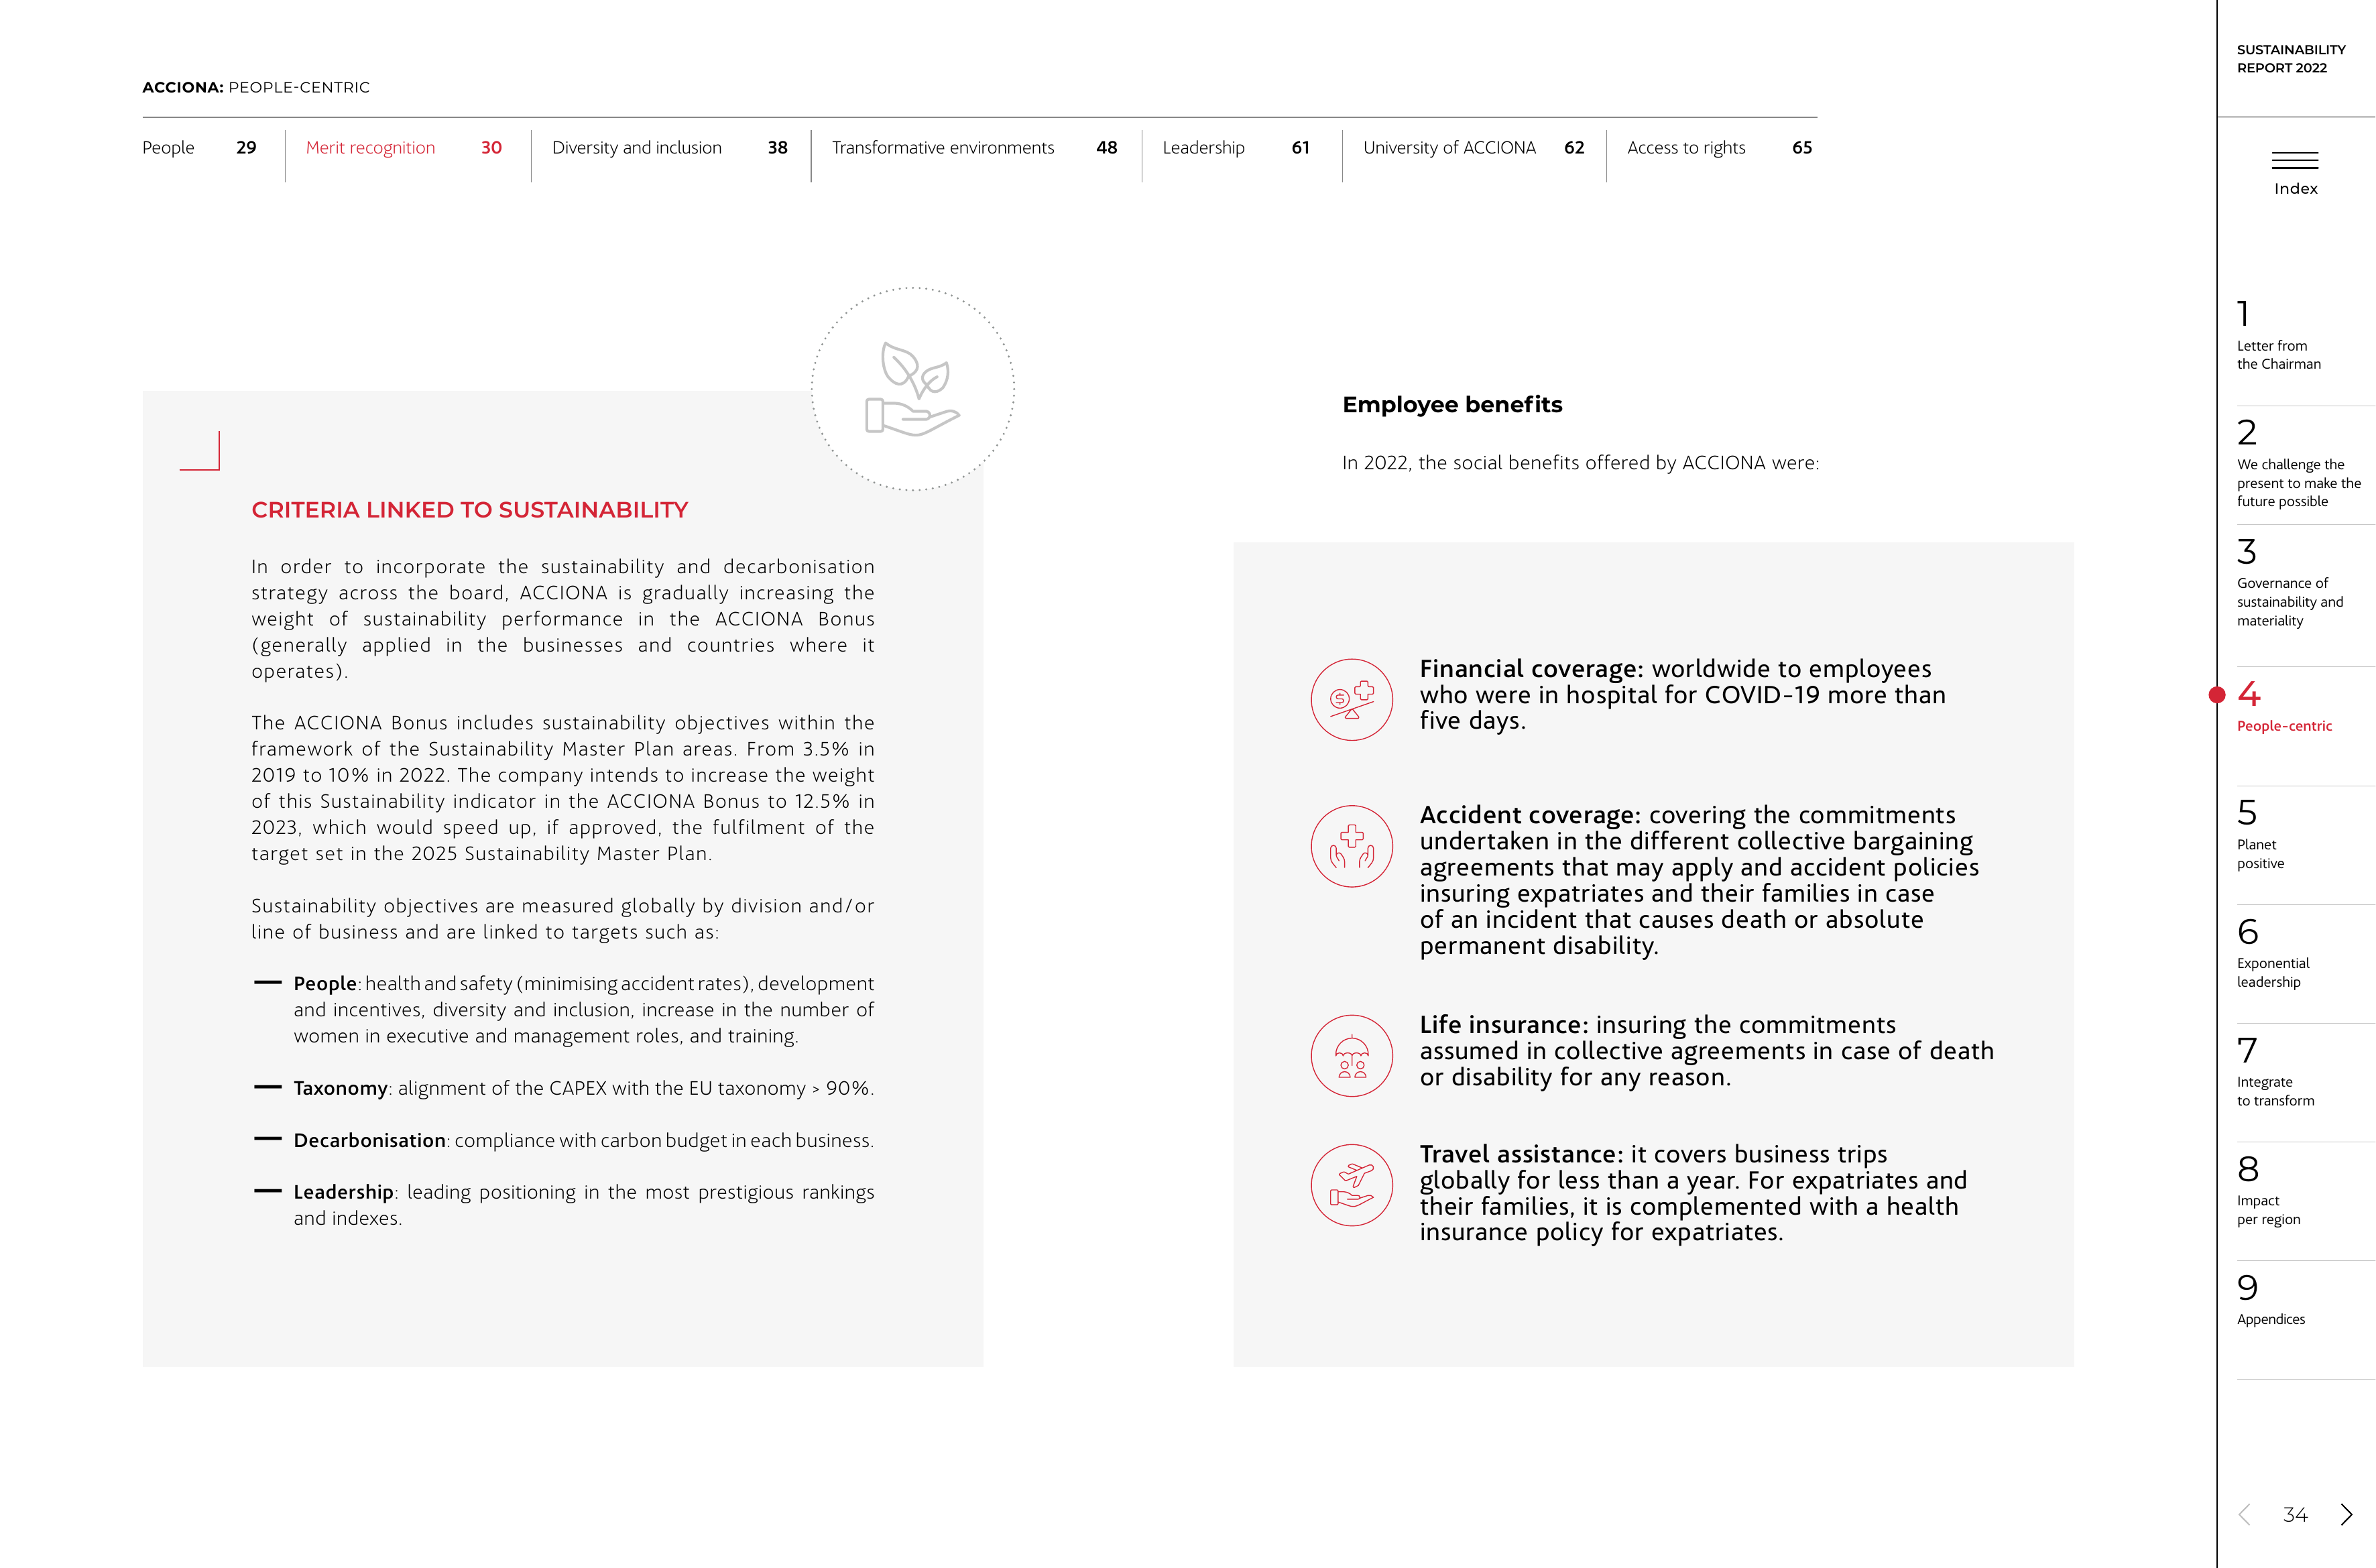 ACCIONA: PEOPLE-CENTRIC
People 29
Merit recognition 30
Diversity and inclusion 38
Transformative environments 48
Leadership 61
University of ACCIONA 62
Access to rights 65
CRITERIA LINKED TO SUSTAINABILITY
In order to incorporate the sustainability and decarbonisation
strategy across the board, ACCIONA is gradually increasing the
weight of sustainability performance in the ACCIONA Bonus
(generally applied in the businesses and countries where it
operates).
The ACCIONA Bonus includes sustainability objectives within the
framework of the Sustainability Master Plan areas. From 3.5% in
2019 to 10% in 2022. The company intends to increase the weight
of this Sustainability indicator in the ACCIONA Bonus to 12.5% in
2023, which would speed up, if approved, the fulfilment of the
target set in the 2025 Sustainability Master Plan.
Sustainability objectives are measured globally by division and/or
line of business and are linked to targets such as:
— People: health and safety (minimising accident rates), development
and incentives, diversity and inclusion, increase in the number of
women in executive and management roles, and training.
— Taxonomy: alignment of the CAPEX with the EU taxonomy > 90%.
— Decarbonisation: compliance with carbon budget in each business.
— Leadership: leading positioning in the most prestigious rankings
and indexes.
Employee benefits
In 2022, the social benefits offered by ACCIONA were:
Financial coverage: worldwide to employees
who were in hospital for COVID-19 more than
five days.
Accident coverage: covering the commitments
undertaken in the different collective bargaining
agreements that may apply and accident policies
insuring expatriates and their families in case
of an incident that causes death or absolute
permanent disability.
Life insurance: insuring the commitments
assumed in collective agreements in case of death
or disability for any reason.
Travel assistance: it covers business trips
globally for less than a year. For expatriates and
their families, it is complemented with a health
insurance policy for expatriates.
SUSTAINABILITY
REPORT 2022
Index
1
Letter from
the Chairman
2
We challenge the
present to make the
future possible
3
Governance of
sustainability and
materiality
4
People-centric
5
Planet
positive
6
Exponential
leadership
7
Integrate
to transform
8
Impact
per region
9
Appendices
34